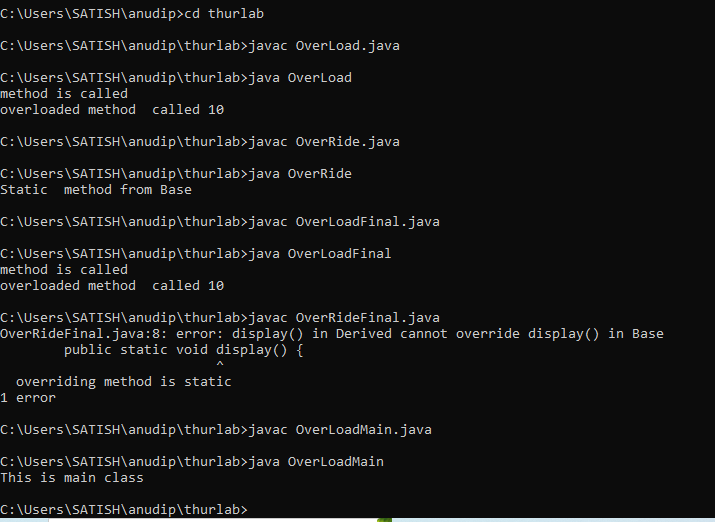 C:\Users\SATISH\anudip>cd thurlab
C:\Users\SATISH\anudip\thurlab>javac OverLoad.java
C:\Users\SATISH\anudip\thurlab>java OverLoad
method is called
overloaded method  called 10
C:\Users\SATISH\anudip\thurlab>javac OverRide.java
C:\Users\SATISH\anudip\thurlab>java OverRide
Static  method from Base
C:\Users\SATISH\anudip\thurlab>javac OverLoadFinal.java
C:\Users\SATISH\anudip\thurlab>java OverLoadFinal
method is called
overloaded method  called 10
C:\Users\SATISH\anudip\thurlab>javac OverRideFinal.java
OverRideFinal.java:8: error: display() in Derived cannot override display() in Base
        public static void display() {
                           ^
  overriding method is static
1 error
C:\Users\SATISH\anudip\thurlab>javac OverLoadMain.java
C:\Users\SATISH\anudip\thurlab>java OverLoadMain
This is main class
C:\Users\SATISH\anudip\thurlab>